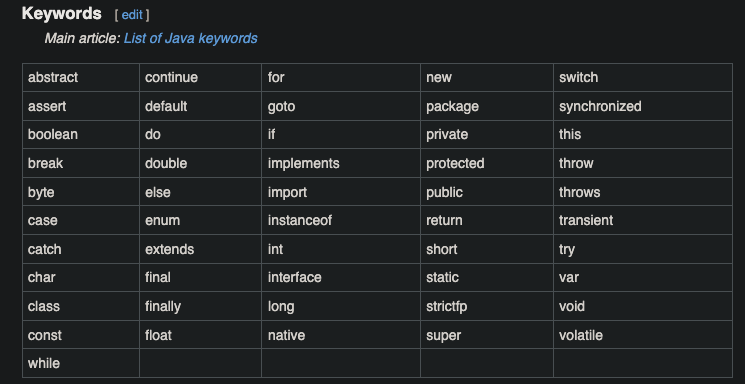 Keywords [ edit ]
Main article: List of Java keywords
abstract continue for new switch
assert default goto package synchronized
boolean do if private this
break double implements protected throw
byte else import public throws
case enum instanceof return transient
catch extends int short try
char final interface static var
class finally long strictfp void
const float native super volatile
while